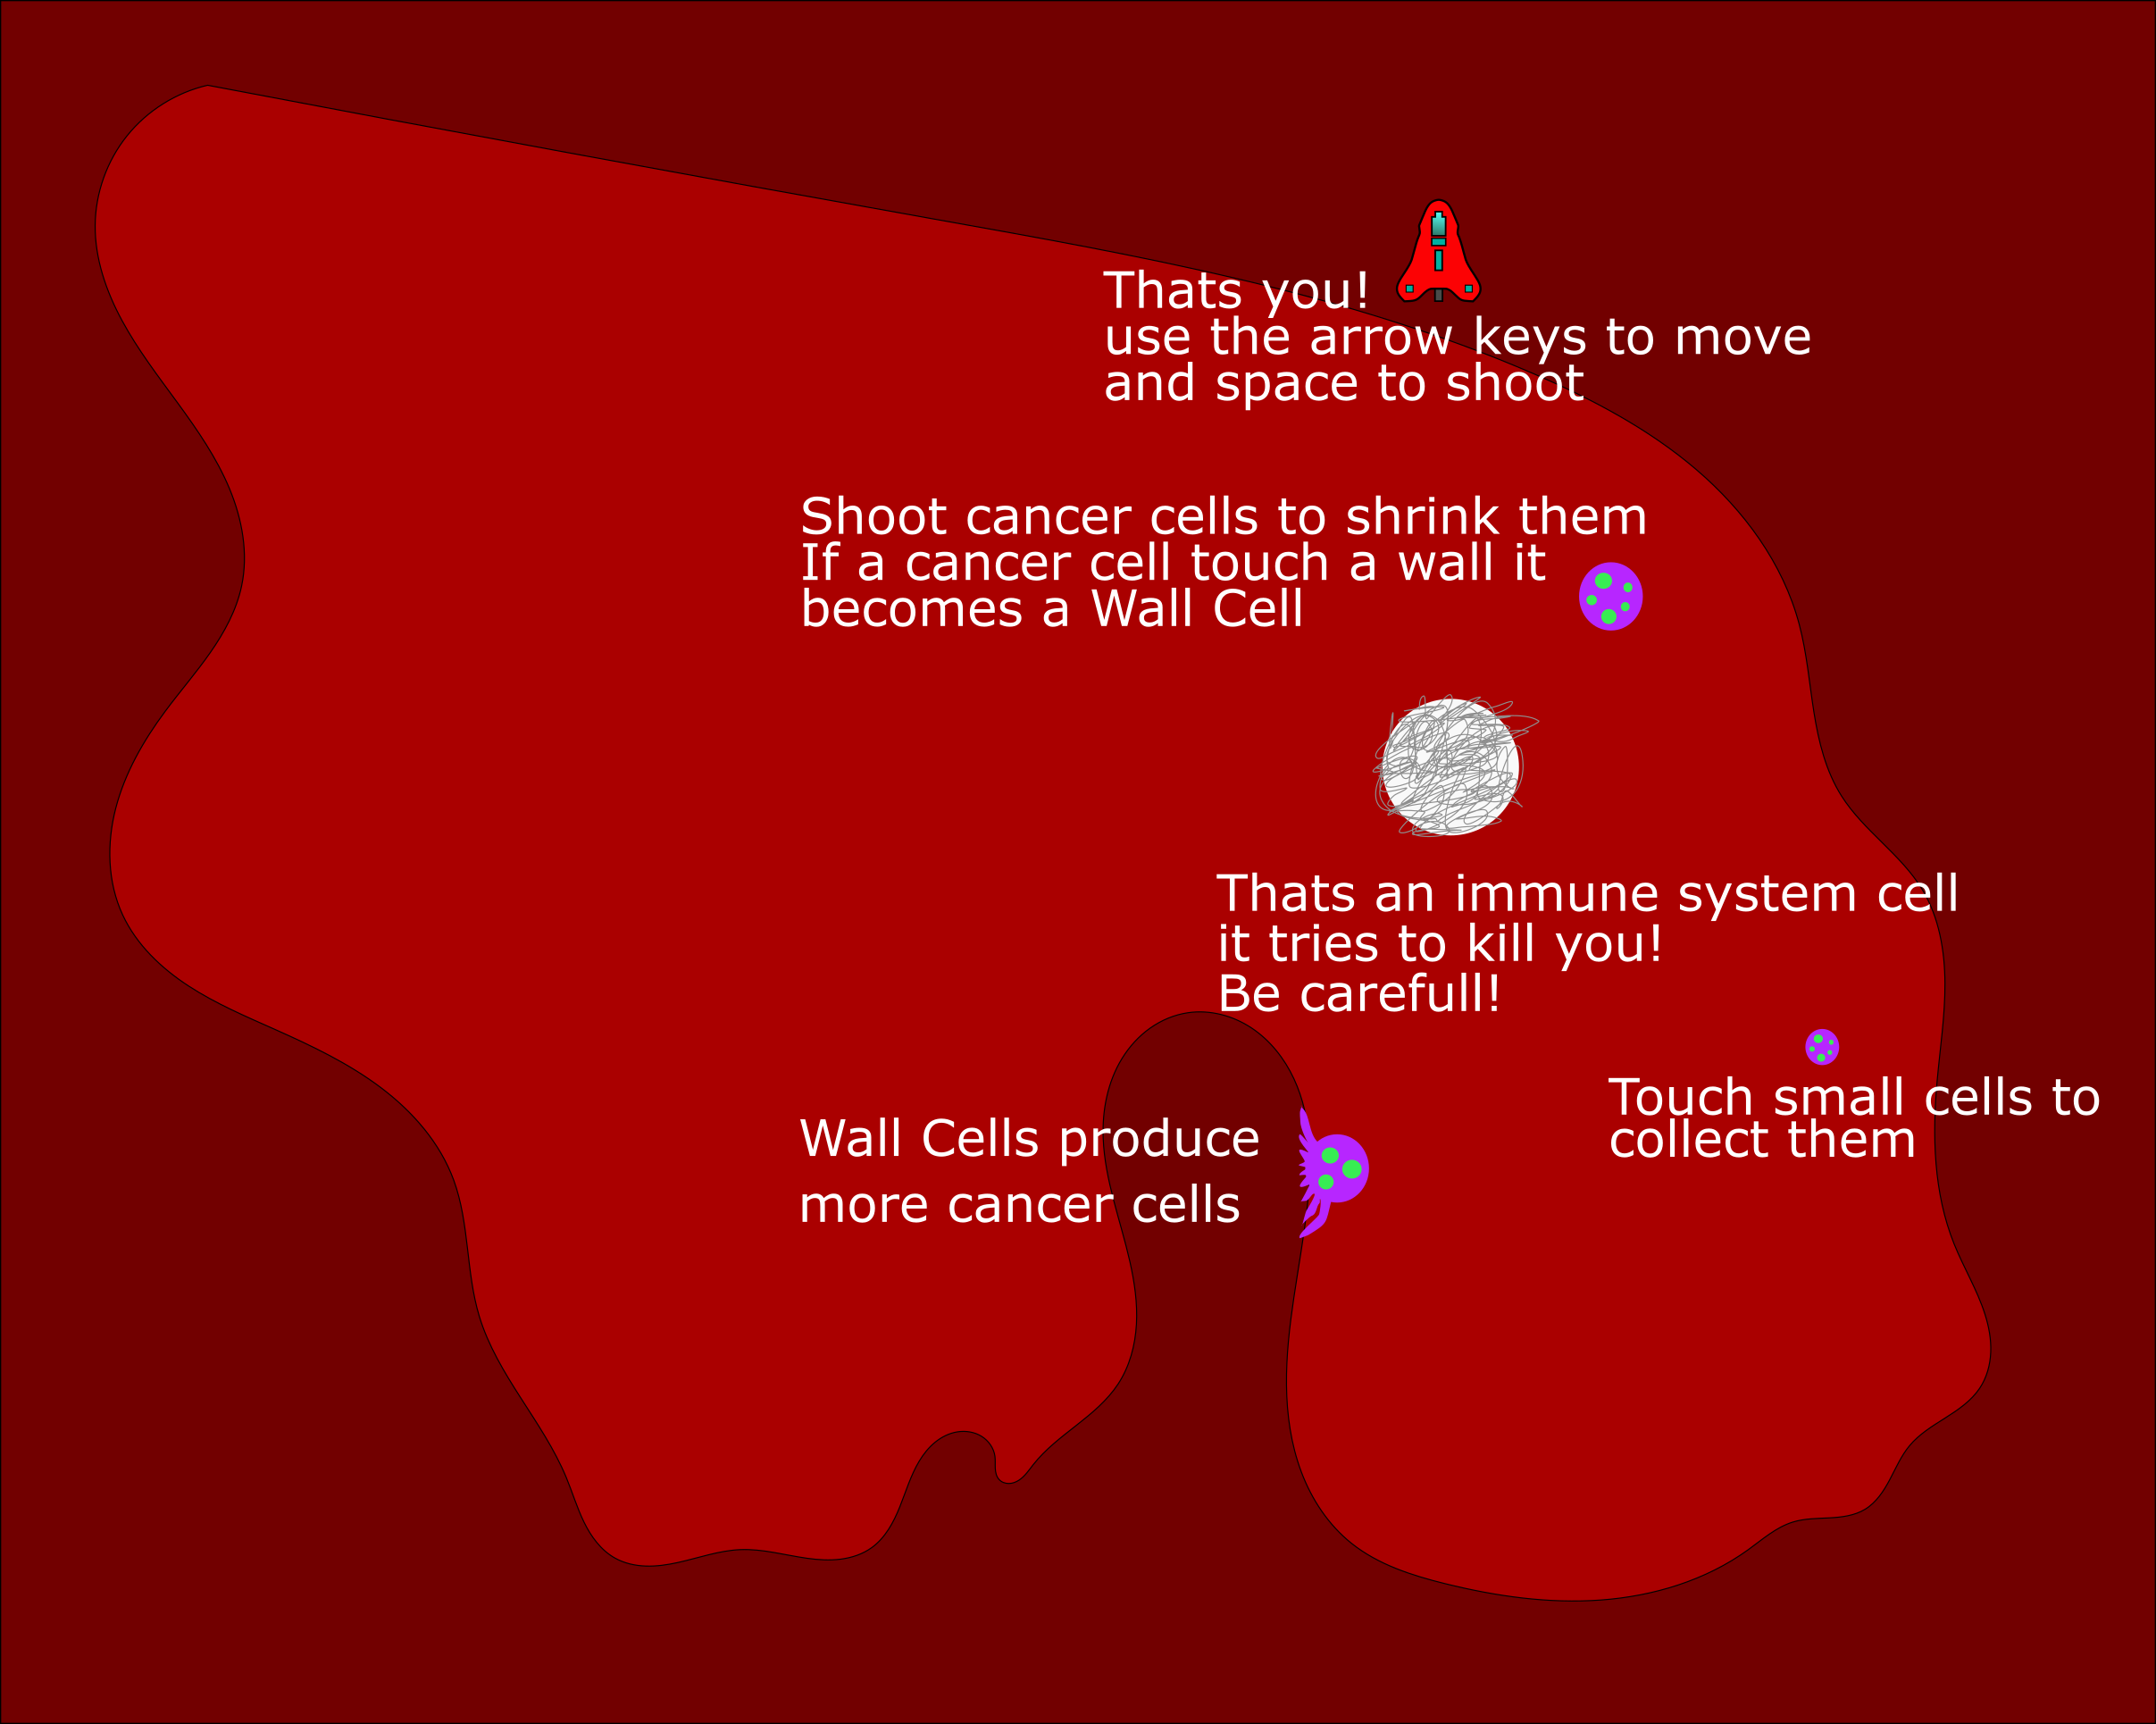 Thats you!
use the arrow keys to move
and space to shoot
Shoot cancer cells to shrink them
If a cancer cell touch a wall it
becomes a Wall Cell
Thats an immune system cell
it tries to kill you!
Be carefull!
Touch small cells to
collect them
Wall Cells produce
more cancer cells